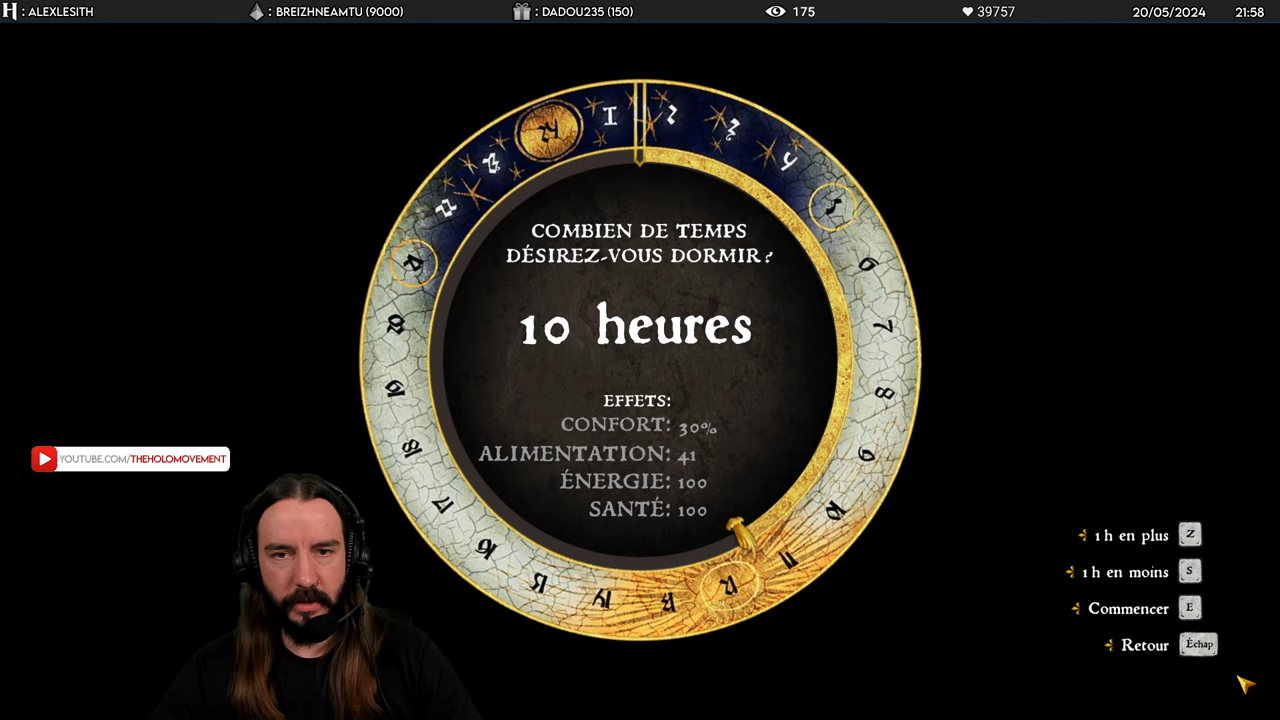 H : ALEXLESITH
: BREIZHNEAMTU (9000)
: DADOU235 (150)
175
39757
20/05/2024
21:58
COMBIEN DE TEMPS
DÉSIREZ-VOUS DORMIR?
10 heures
EFFETS:
CONFORT: 30%
ALIMENTATION: 41
ÉNERGIE: 100
SANTÉ: 100
YOUTUBE.COM/THEHOLOMOVEMENT
1 h en plus Z
1 h en moins S
Commencer E
Retour Échap